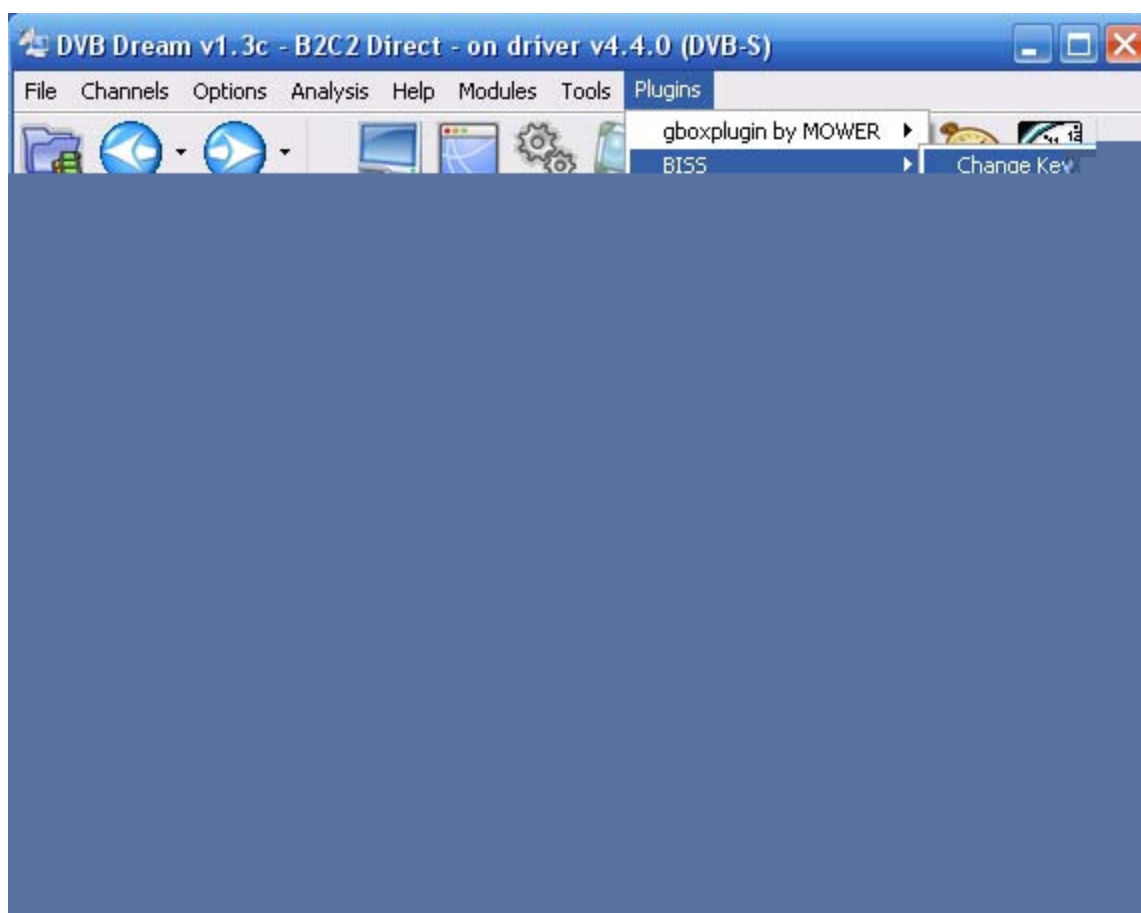 DVB Dream v1.3c - B2C2 Direct - on driver v4.4.0 (DVB-S)
File Channels Options Analysis Help Modules Tools Plugins
gboxplugin by MOWER
BISS
Change Key